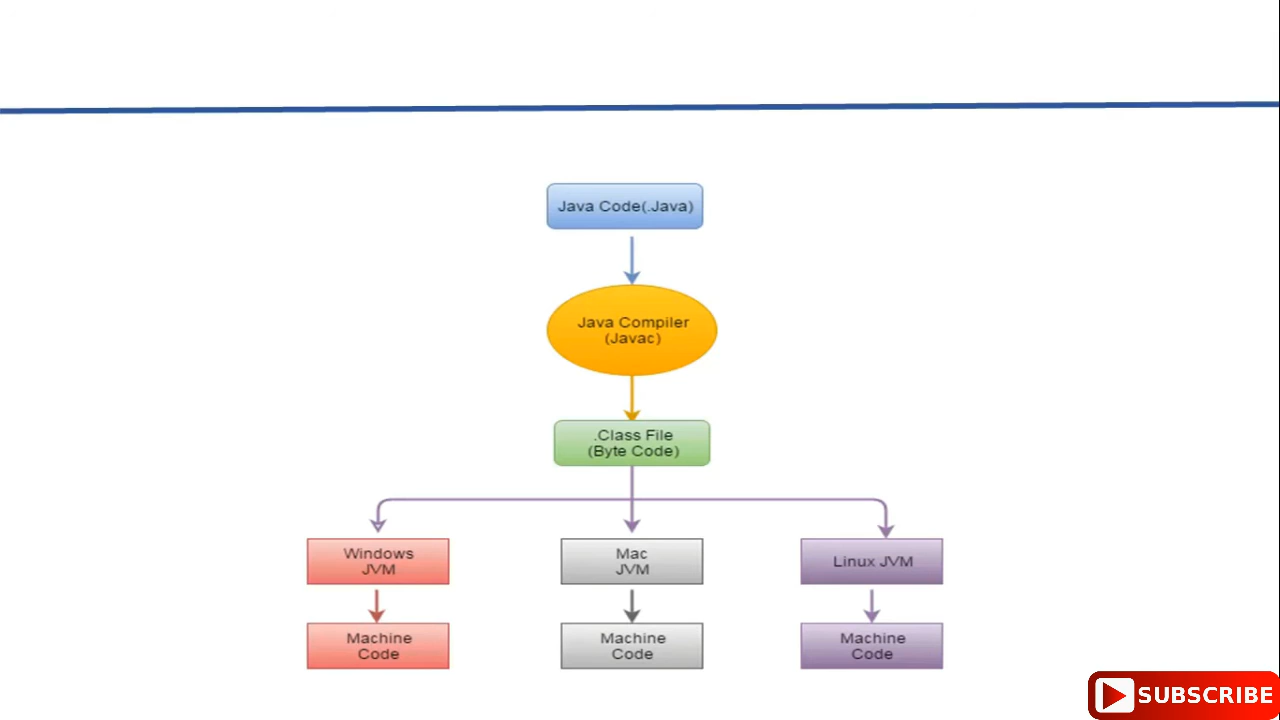 Java Code(.Java)
Java Compiler
(Javac)
.Class File
(Byte Code)
Windows
JVM
Mac
JVM
Linux JVM
Machine
Code
Machine
Code
Machine
Code
SUBSCRIBE